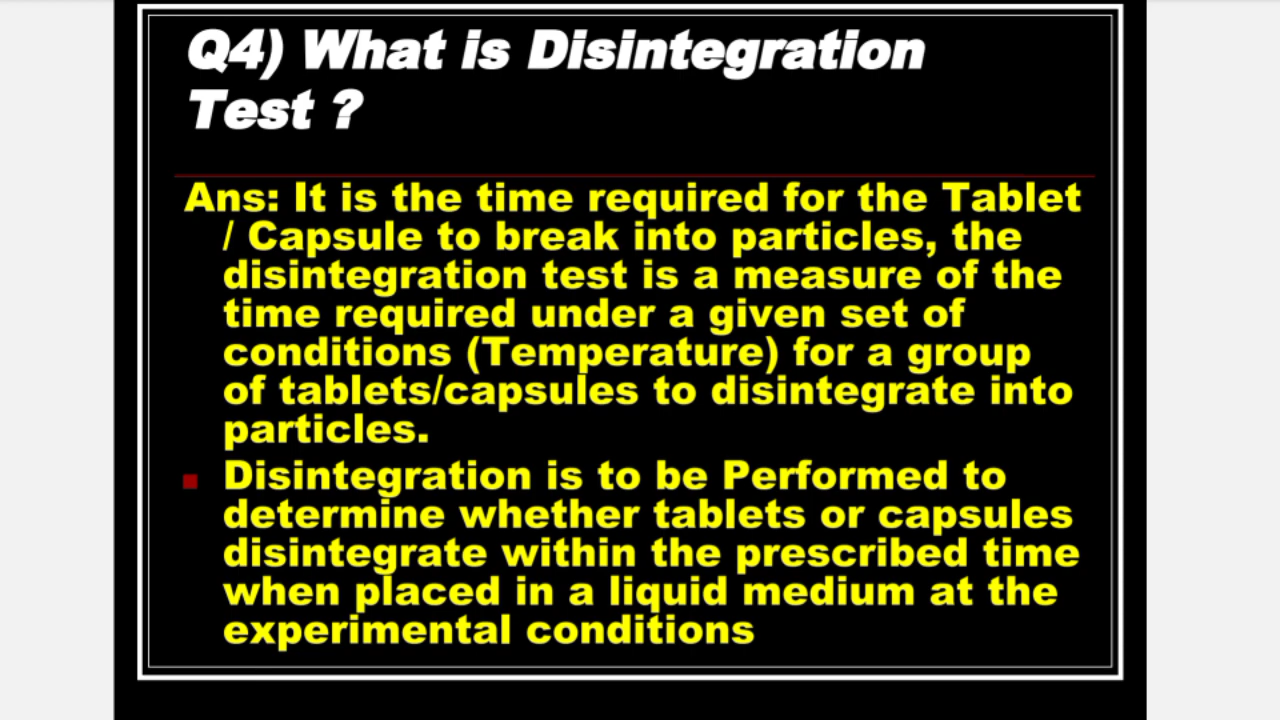 Q4) What is Disintegration
Test ?
Ans: It is the time required for the Tablet
/ Capsule to break into particles, the
disintegration test is a measure of the
time required under a given set of
conditions (Temperature) for a group
of tablets/capsules to disintegrate into
particles.
Disintegration is to be Performed to
determine whether tablets or capsules
disintegrate within the prescribed time
when placed in a liquid medium at the
experimental conditions